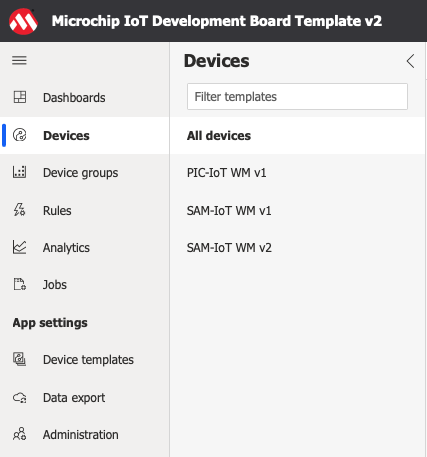 Microchip IoT Development Board Template v2
Devices
Filter templates
All devices
PIC-IoT WM v1
SAM-IoT WM v1
SAM-IoT WM v2
Dashboards
Devices
Device groups
Rules
Analytics
Jobs
App settings
Device templates
Data export
Administration